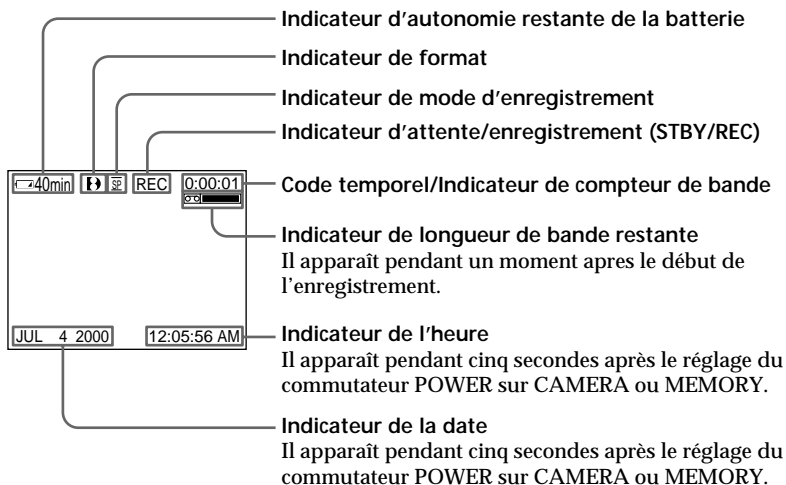 Indicateur d'autonomie restante de la batterie
Indicateur de format
Indicateur de mode d'enregistrement
Indicateur d'attente/enregistrement (STBY/REC)
40min SP REC 0:00:01
Code temporel/Indicateur de compteur de bande
Indicateur de longueur de bande restante
Il apparaît pendant un moment apres le début de
l'enregistrement.
JUL 4 2000 12:05:56 AM
Indicateur de l'heure
Il apparaît pendant cinq secondes après le réglage du
commutateur POWER sur CAMERA ou MEMORY.
Indicateur de la date
Il apparaît pendant cinq secondes après le réglage du
commutateur POWER sur CAMERA ou MEMORY.